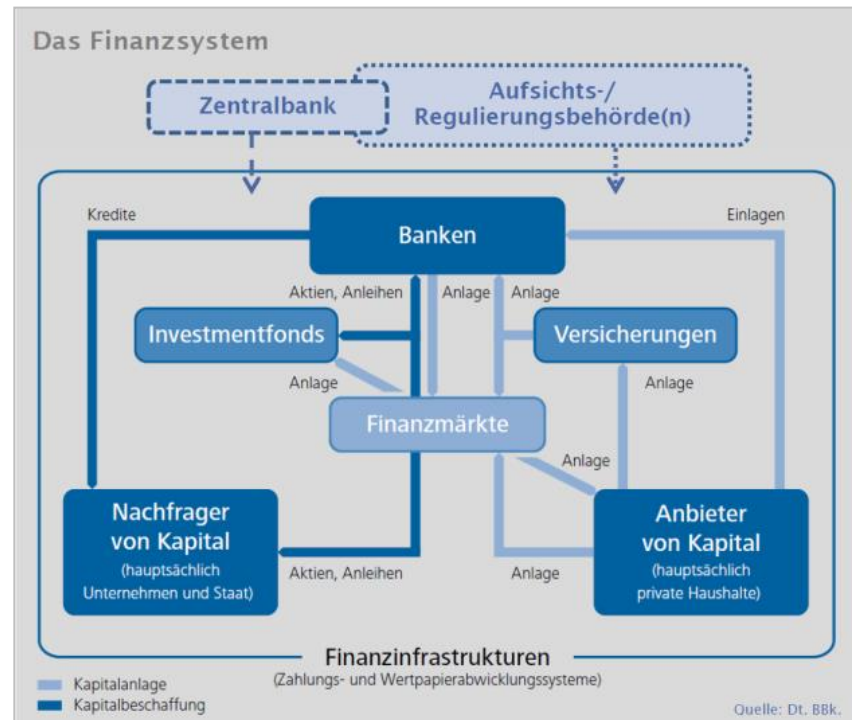 Das Finanzsystem
Zentralbank
Aufsichts-/
Regulierungsbehörde(n)
Kredite
Einlagen
Banken
Aktien, Anleihen
Anlage
Anlage
Investmentfonds
Versicherungen
Anlage
Anlage
Finanzmärkte
Anlage
Nachfrager
von Kapital
(hauptsächlich
Unternehmen und Staat)
Anbieter
von Kapital
(hauptsächlich
private Haushalte)
Aktien, Anleihen
Anlage
Finanzinfrastrukturen
(Zahlungs- und Wertpapierabwicklungssysteme)
Kapitalanlage
Kapitalbeschaffung
Quelle: Dt. BBk.